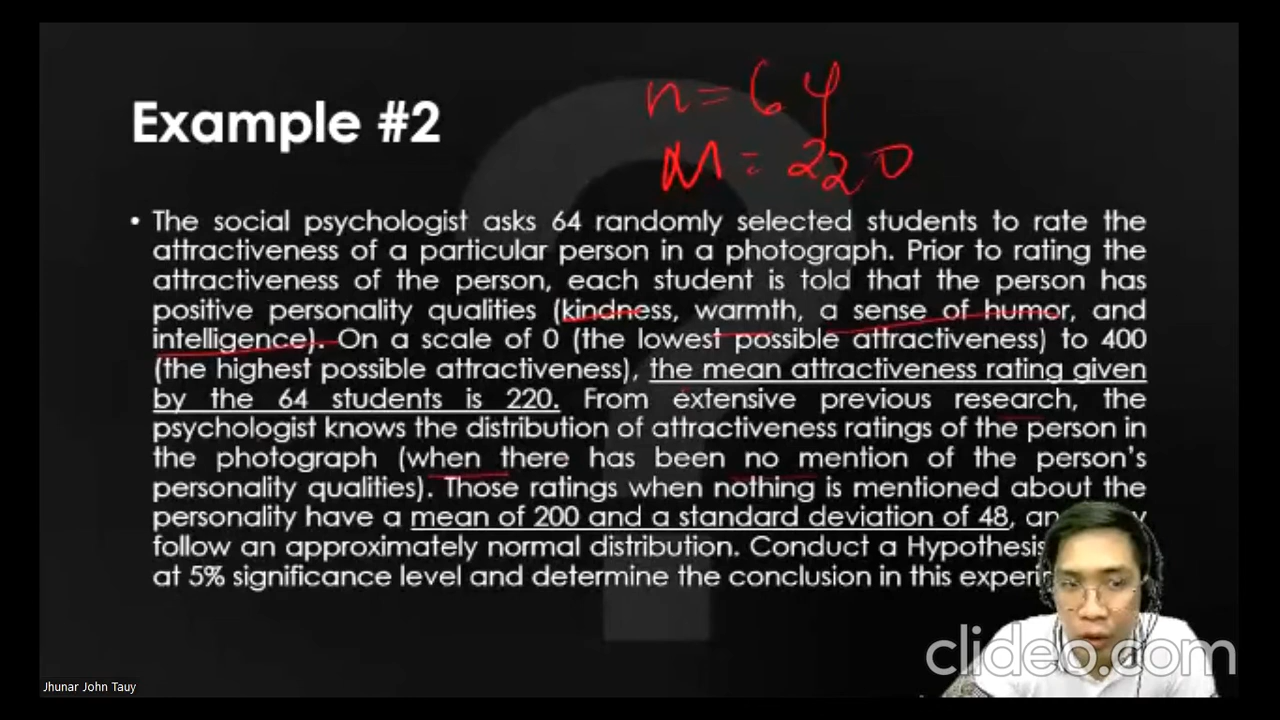 n=64
M=220
Example #2
• The social psychologist asks 64 randomly selected students to rate the
attractiveness of a particular person in a photograph. Prior to rating the
attractiveness of the person, each student is told that the person has
positive personality qualities (kindness, warmth, a sense of humor, and
intelligence). On a scale of 0 (the lowest possible attractiveness) to 400
(the highest possible attractiveness), the mean attractiveness rating given
by the 64 students is 220. From extensive previous research, the
psychologist knows the distribution of attractiveness ratings of the person in
the photograph (when there has been no mention of the person's
personality qualities). Those ratings when nothing is mentioned about the
personality have a mean of 200 and a standard deviation of 48, an
follow an approximately normal distribution. Conduct a Hypothesis
at 5% significance level and determine the conclusion in this experi
clideo.com
Jhunar John Tauy